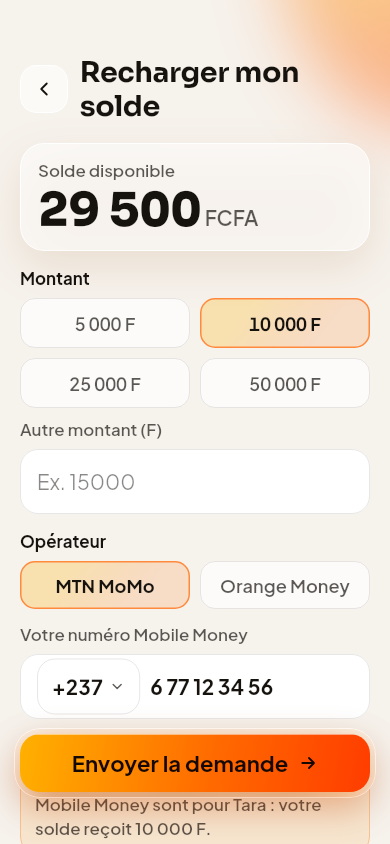 Recharger mon
solde
Solde disponible
29 500 FCFA
Montant
5 000 F
10 000 F
25 000 F
50 000 F
Autre montant (F)
Ex. 15000
Opérateur
MTN MoMo
Orange Money
Votre numéro Mobile Money
+237
6 77 12 34 56
Envoyer la demande →
Mobile Money sont pour Tara : votre
solde reçoit 10 000 F.